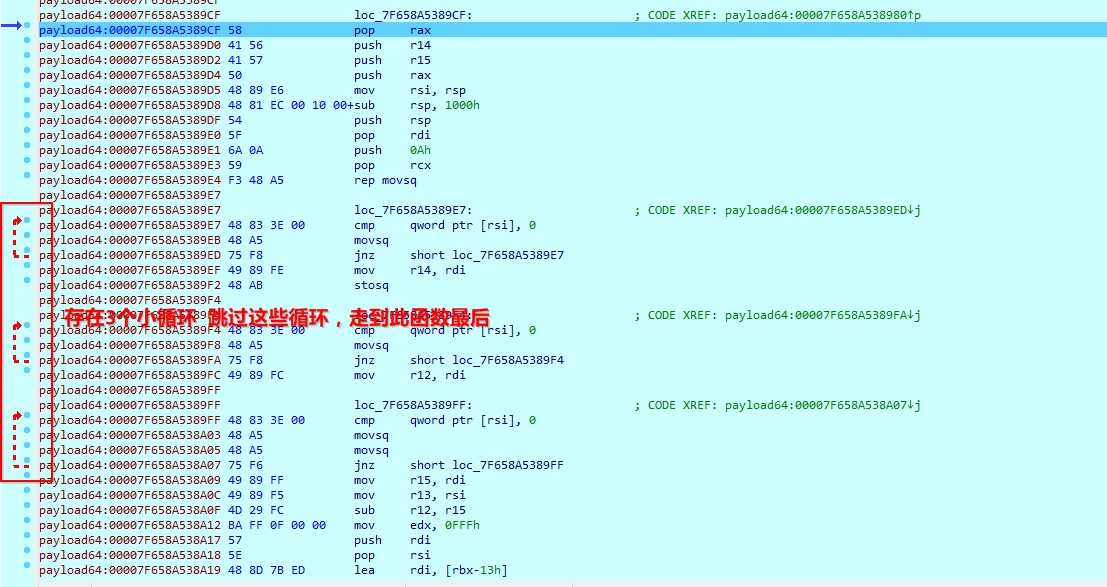 payload64:00007F658A5389CF
payload64:00007F658A5389CF loc_7F658A5389CF: ; CODE XREF: payload64:00007F658A538980↑p
payload64:00007F658A5389CF 58 pop rax
payload64:00007F658A5389D0 41 56 push r14
payload64:00007F658A5389D2 41 57 push r15
payload64:00007F658A5389D4 50 push rax
payload64:00007F658A5389D5 48 89 E6 mov rsi, rsp
payload64:00007F658A5389D8 48 81 EC 00 10 00+sub rsp, 1000h
payload64:00007F658A5389DF 54 push rsp
payload64:00007F658A5389E0 5F pop rdi
payload64:00007F658A5389E1 6A 0A push 0Ah
payload64:00007F658A5389E3 59 pop rcx
payload64:00007F658A5389E4 F3 48 A5 rep movsq
payload64:00007F658A5389E7
payload64:00007F658A5389E7 loc_7F658A5389E7: ; CODE XREF: payload64:00007F658A5389ED↓j
payload64:00007F658A5389E7 48 83 3E 00 cmp qword ptr [rsi], 0
payload64:00007F658A5389EB 48 A5 movsq
payload64:00007F658A5389ED 75 F8 jnz short loc_7F658A5389E7
payload64:00007F658A5389EF 49 89 FE mov r14, rdi
payload64:00007F658A5389F2 48 AB stosq
payload64:00007F658A5389F4
存在3个小循环 跳过这些循环，走到此函数最后
; CODE XREF: payload64:00007F658A5389FA↓j
payload64:00007F658A5389F4 48 83 3E 00 cmp qword ptr [rsi], 0
payload64:00007F658A5389F8 48 A5 movsq
payload64:00007F658A5389FA 75 F8 jnz short loc_7F658A5389F4
payload64:00007F658A5389FC 49 89 FC mov r12, rdi
payload64:00007F658A5389FF
payload64:00007F658A5389FF loc_7F658A5389FF: ; CODE XREF: payload64:00007F658A538A07↓j
payload64:00007F658A5389FF 48 83 3E 00 cmp qword ptr [rsi], 0
payload64:00007F658A538A03 48 A5 movsq
payload64:00007F658A538A05 48 A5 movsq
payload64:00007F658A538A07 75 F6 jnz short loc_7F658A5389FF
payload64:00007F658A538A09 49 89 FF mov r15, rdi
payload64:00007F658A538A0C 49 89 F5 mov r13, rsi
payload64:00007F658A538A0F 4D 29 FC sub r12, r15
payload64:00007F658A538A12 BA FF 0F 00 00 mov edx, 0FFFh
payload64:00007F658A538A17 57 push rdi
payload64:00007F658A538A18 5E pop rsi
payload64:00007F658A538A19 48 8D 7B ED lea rdi, [rbx-13h]